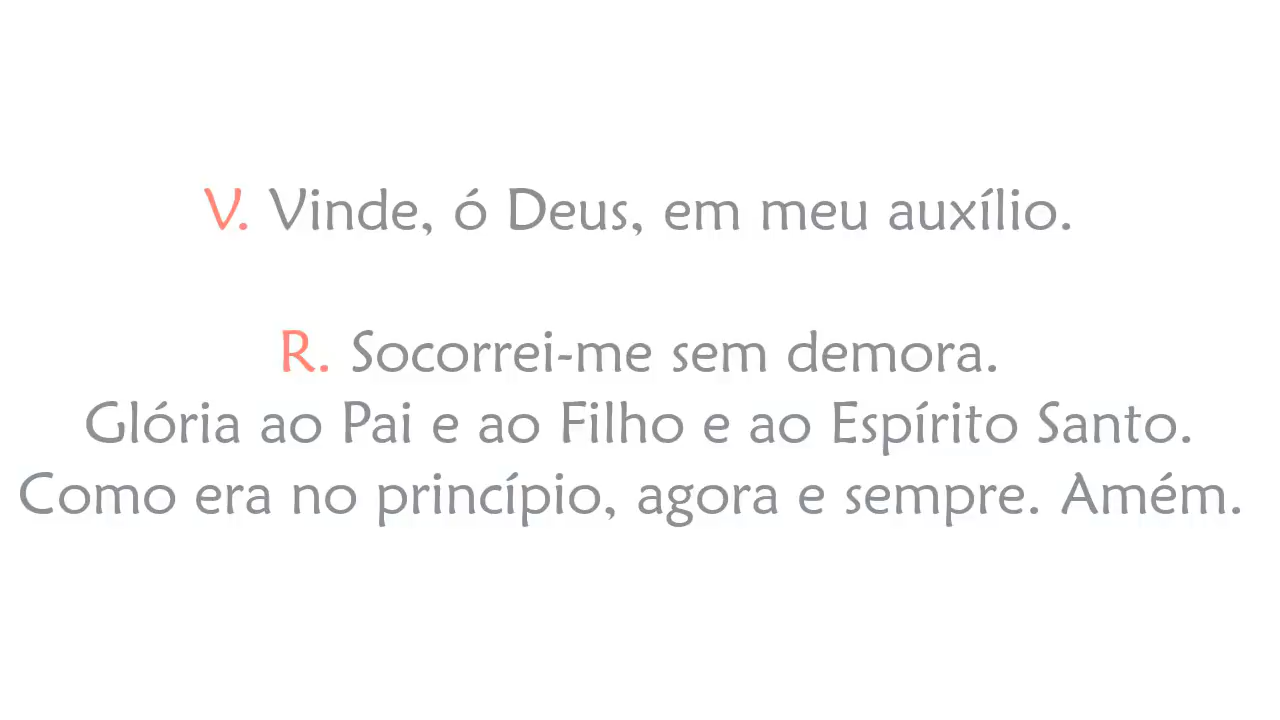 V. Vinde, ó Deus, em meu auxílio.
R. Socorrei-me sem demora.
Glória ao Pai e ao Filho e ao Espírito Santo.
Como era no princípio, agora e sempre. Amém.